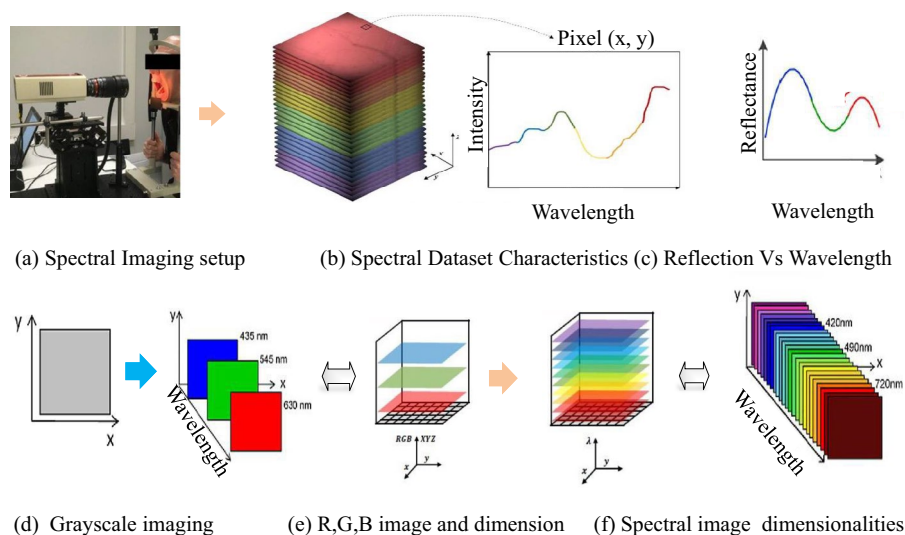 Pixel (x, y)
Intensity
Wavelength
Reflectance
Wavelength
(a) Spectral Imaging setup
(b) Spectral Dataset Characteristics
(c) Reflection Vs Wavelength
y
x
y
435 nm
545 nm
x
630 nm
Wavelength
RGB XYZ
x
y
λ
x
y
y
420nm
490nm
x
720nm
Wavelength
(d) Grayscale imaging
(e) R,G,B image and dimension
(f) Spectral image dimensionalities